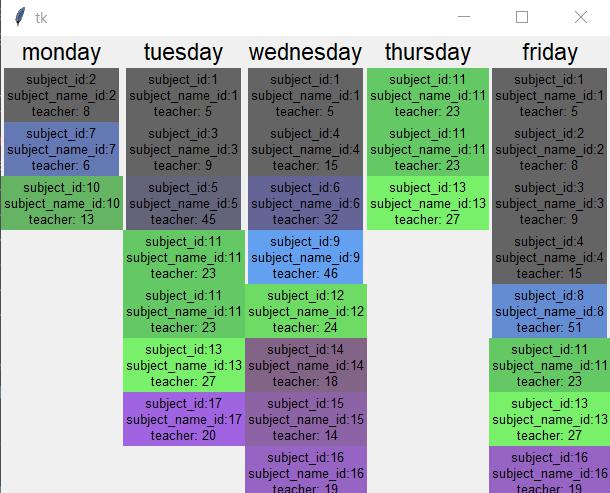 tk
monday
subject_id:2
subject_name_id:2
teacher: 8
subject_id:7
subject_name_id:7
teacher: 6
subject_id:10
subject_name_id:10
teacher: 13
tuesday
subject_id:1
subject_name_id:1
teacher: 5
subject_id:3
subject_name_id:3
teacher: 9
subject_id:5
subject_name_id:5
teacher: 45
subject_id:11
subject_name_id:11
teacher: 23
subject_id:11
subject_name_id:11
teacher: 23
subject_id:13
subject_name_id:13
teacher: 27
subject_id:17
subject_name_id:17
teacher: 20
wednesday
subject_id:1
subject_name_id:1
teacher: 5
subject_id:4
subject_name_id:4
teacher: 15
subject_id:6
subject_name_id:6
teacher: 32
subject_id:9
subject_name_id:9
teacher: 46
subject_id:12
subject_name_id:12
teacher: 24
subject_id:14
subject_name_id:14
teacher: 18
subject_id:15
subject_name_id:15
teacher: 14
subject_id:16
subject_name_id:16
teacher: 19
thursday
subject_id:11
subject_name_id:11
teacher: 23
subject_id:11
subject_name_id:11
teacher: 23
subject_id:13
subject_name_id:13
teacher: 27
friday
subject_id:1
subject_name_id:1
teacher: 5
subject_id:2
subject_name_id:2
teacher: 8
subject_id:3
subject_name_id:3
teacher: 9
subject_id:4
subject_name_id:4
teacher: 15
subject_id:8
subject_name_id:8
teacher: 51
subject_id:11
subject_name_id:11
teacher: 23
subject_id:13
subject_name_id:13
teacher: 27
subject_id:16
subject_name_id:16
teacher: 19